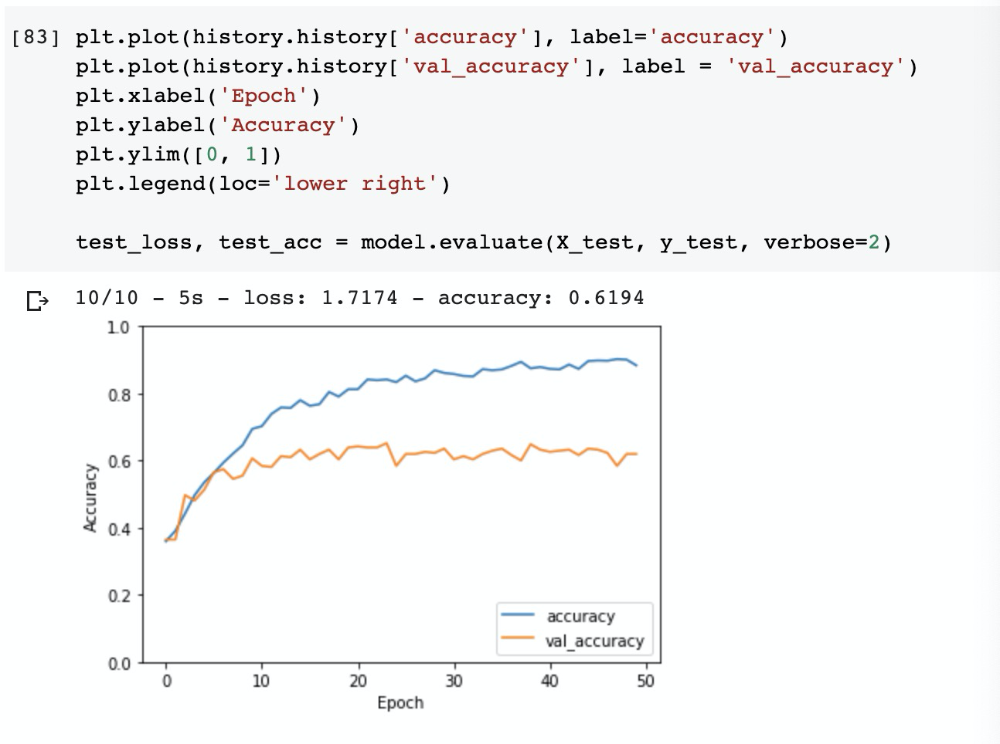 [83] plt.plot(history.history['accuracy'], label='accuracy')
plt.plot(history.history['val_accuracy'], label = 'val_accuracy')
plt.xlabel('Epoch')
plt.ylabel('Accuracy')
plt.ylim([0, 1])
plt.legend(loc='lower right')
test_loss, test_acc = model.evaluate(X_test, y_test, verbose=2)
10/10 - 5s - loss: 1.7174 - accuracy: 0.6194
1.0
0.8
0.6
0.4
0.2
0.0
Accuracy
accuracy
val_accuracy
0 10 20 30 40 50
Epoch